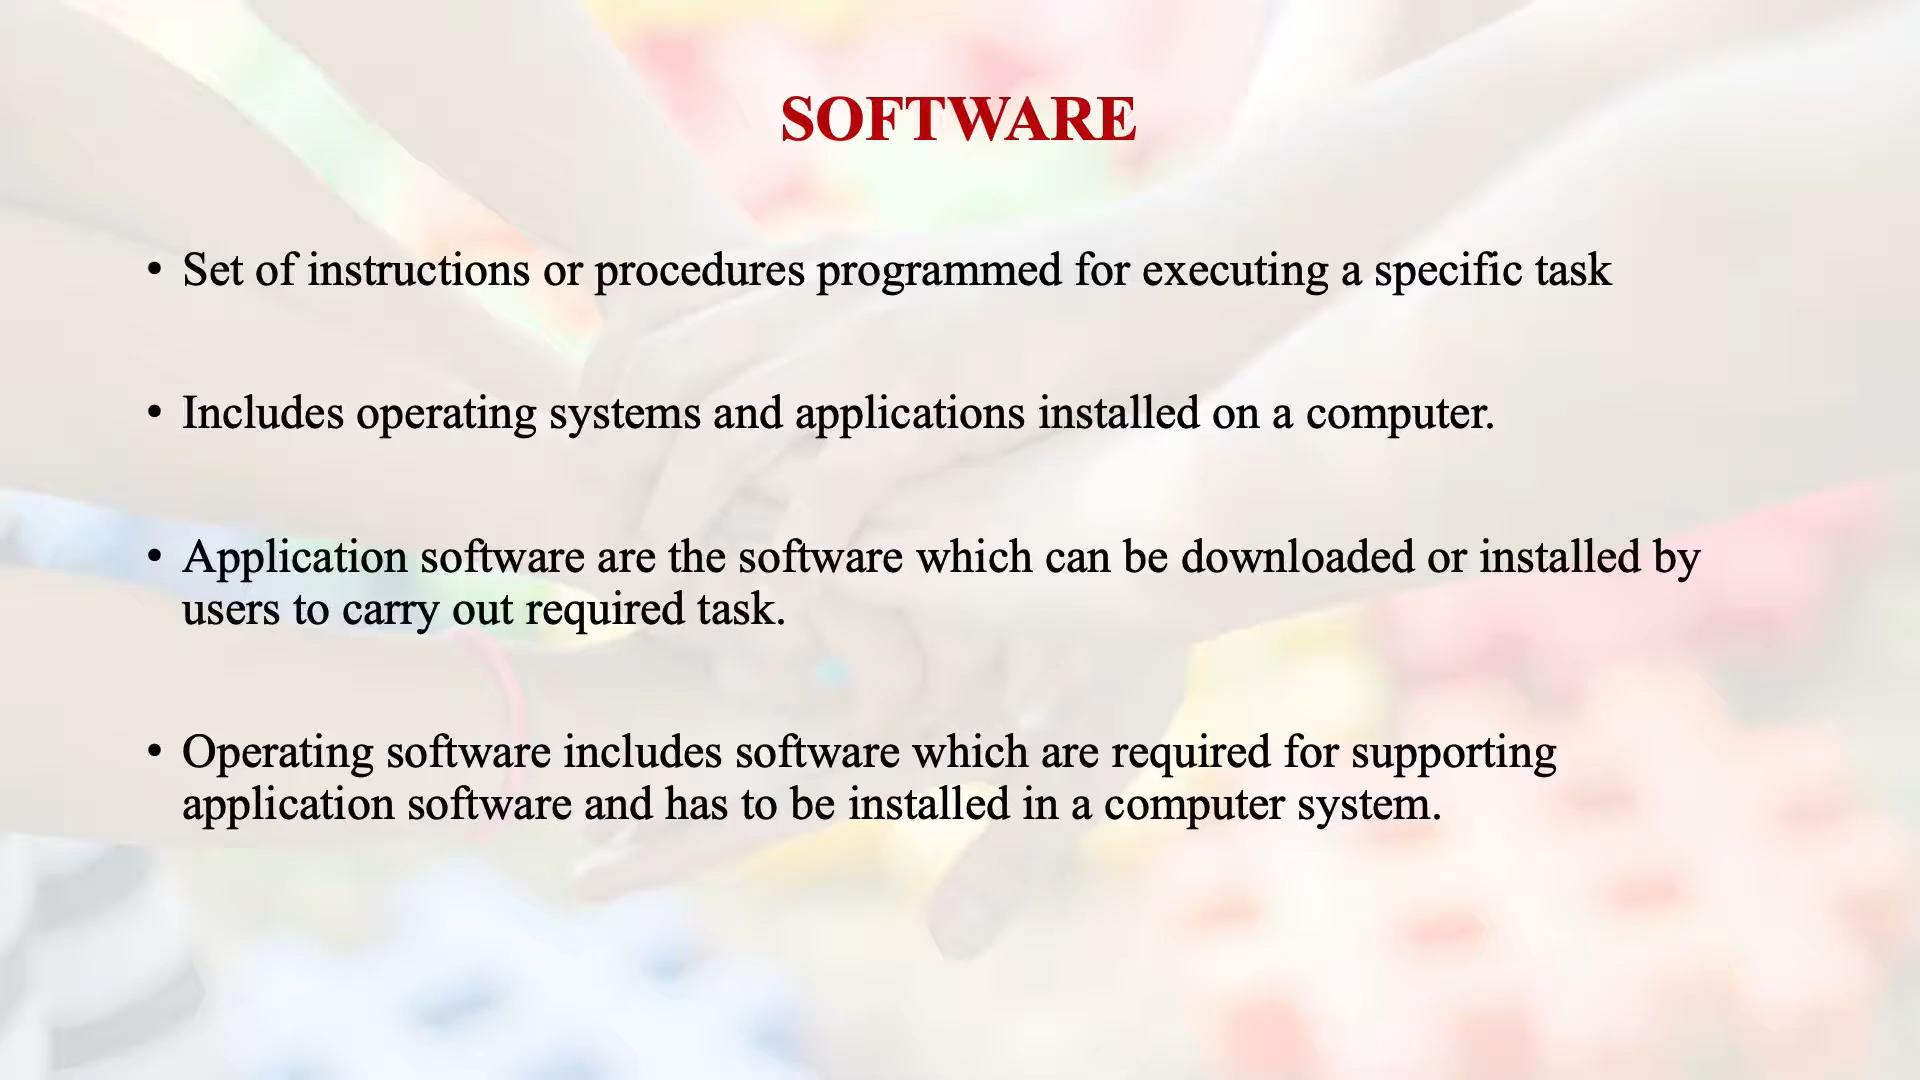 SOFTWARE
• Set of instructions or procedures programmed for executing a specific task
• Includes operating systems and applications installed on a computer.
• Application software are the software which can be downloaded or installed by
users to carry out required task.
• Operating software includes software which are required for supporting
application software and has to be installed in a computer system.